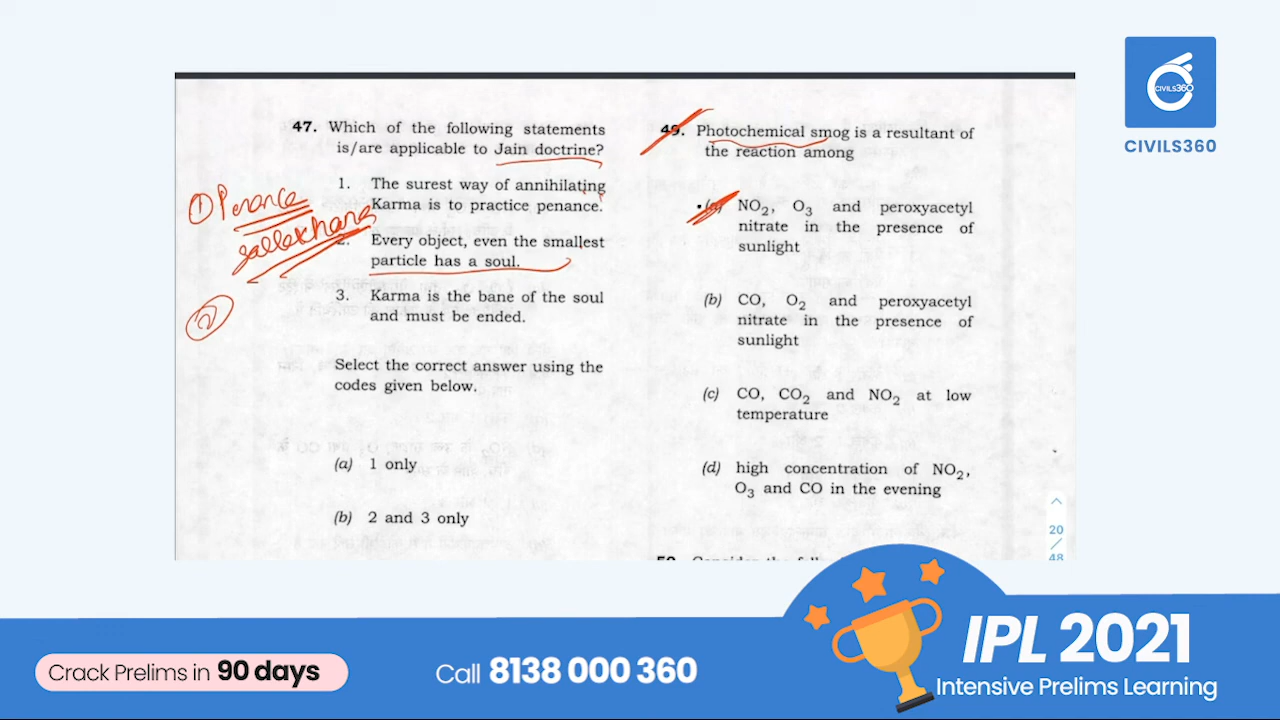 CIVILS360
CIVILS360
47. Which of the following statements
is/are applicable to Jain doctrine?
1. The surest way of annihilating
Karma is to practice penance.
2. Every object, even the smallest
particle has a soul.
3. Karma is the bane of the soul
and must be ended.
Select the correct answer using the
codes given below.
(a) 1 only
(b) 2 and 3 only
① Penance
sallekhana
②
49. Photochemical smog is a resultant of
the reaction among
(a) NO₂, O₃ and peroxyacetyl
nitrate in the presence of
sunlight
(b) CO, O₂ and peroxyacetyl
nitrate in the presence of
sunlight
(c) CO, CO₂ and NO₂ at low
temperature
(d) high concentration of NO₂,
O₃ and CO in the evening
20
/
48
Crack Prelims in 90 days
Call 8138 000 360
IPL 2021
Intensive Prelims Learning